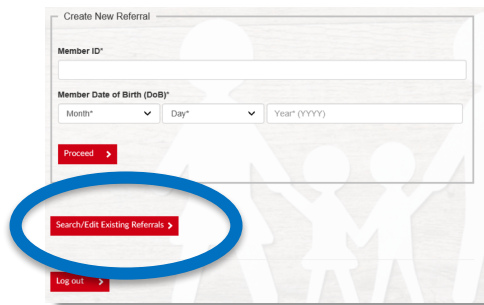 Create New Referral
Member ID*
Member Date of Birth (DoB)*
Month* Day* Year* (YYYY)
Proceed
Search/Edit Existing Referrals
Log out